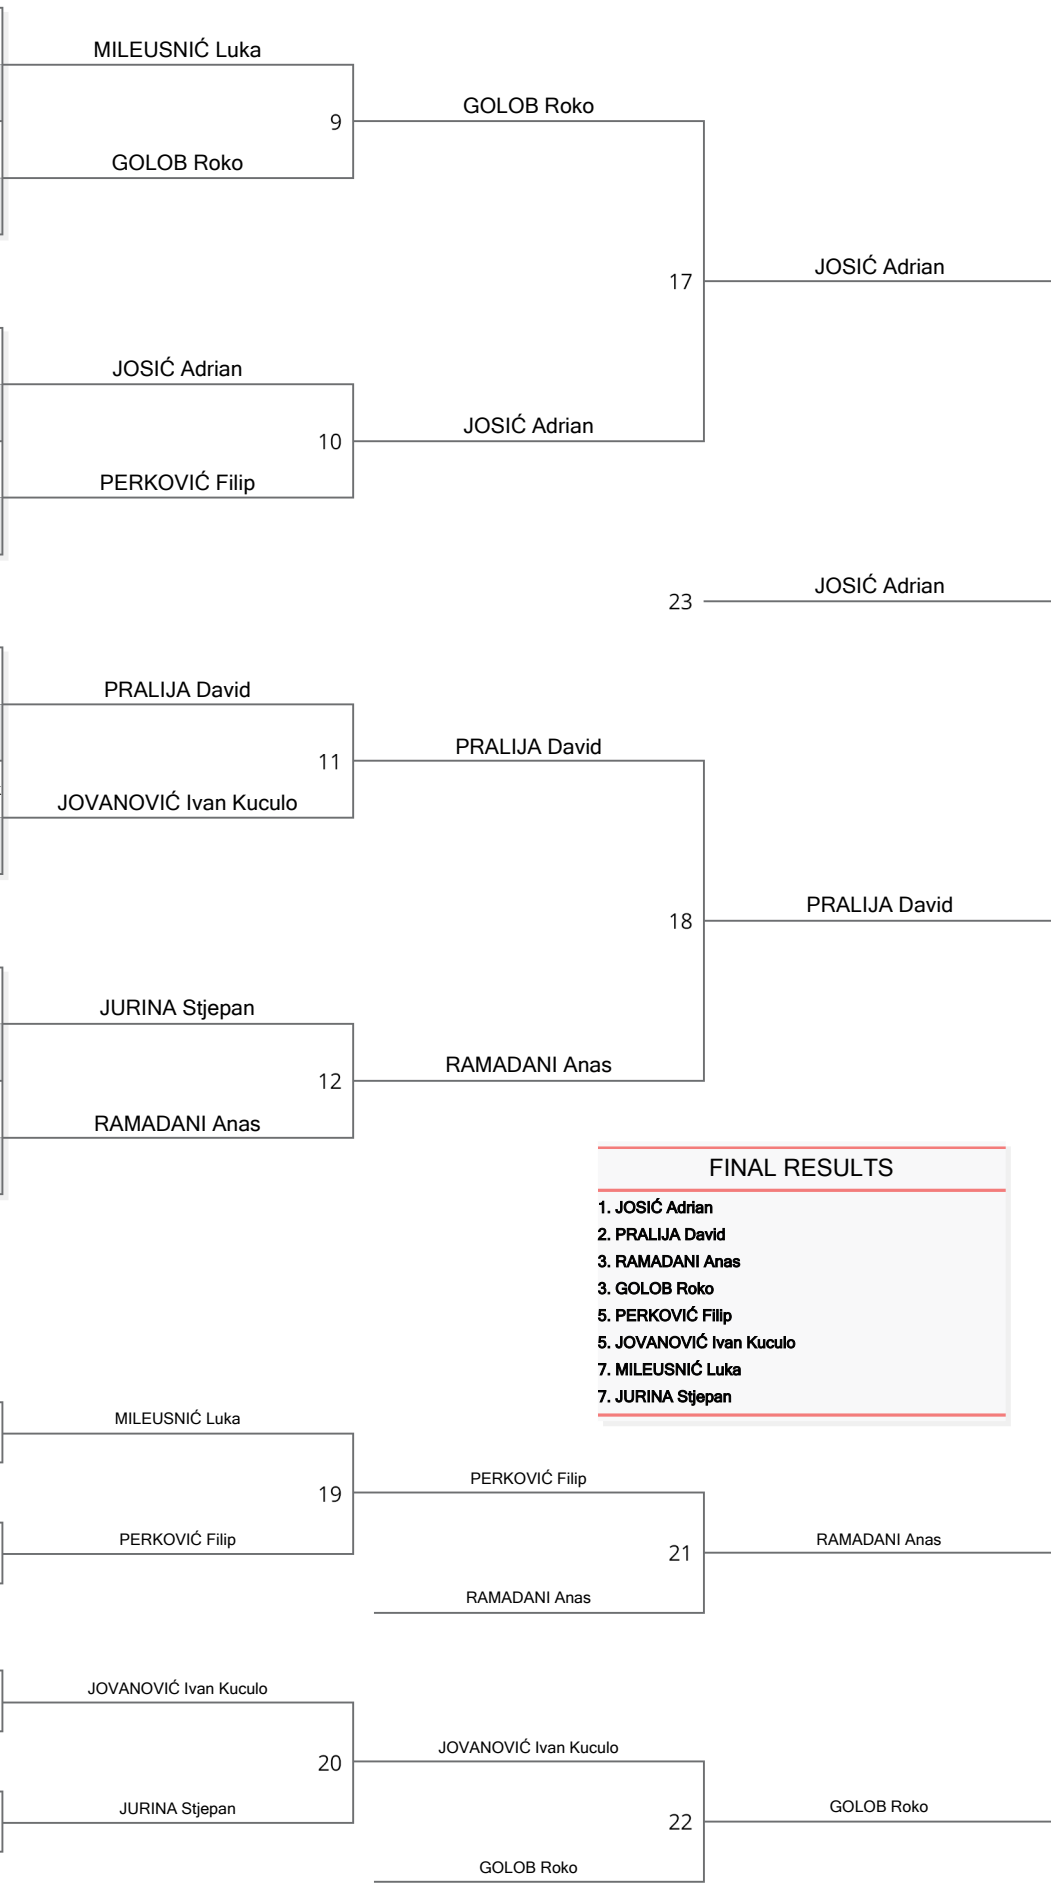 MILEUSNIĆ Luka
GOLOB Roko
9
GOLOB Roko
JOSIĆ Adrian
17
JOSIĆ Adrian
JOSIĆ Adrian
10
PERKOVIĆ Filip
JOSIĆ Adrian
23
PRALIJA David
PRALIJA David
11
JOVANOVIĆ Ivan Kuculo
PRALIJA David
18
JURINA Stjepan
RAMADANI Anas
12
RAMADANI Anas
FINAL RESULTS
1. JOSIĆ Adrian
2. PRALIJA David
3. RAMADANI Anas
3. GOLOB Roko
5. PERKOVIĆ Filip
5. JOVANOVIĆ Ivan Kuculo
7. MILEUSNIĆ Luka
7. JURINA Stjepan
MILEUSNIĆ Luka
PERKOVIĆ Filip
19
PERKOVIĆ Filip
RAMADANI Anas
21
RAMADANI Anas
JOVANOVIĆ Ivan Kuculo
JOVANOVIĆ Ivan Kuculo
20
JURINA Stjepan
GOLOB Roko
22
GOLOB Roko